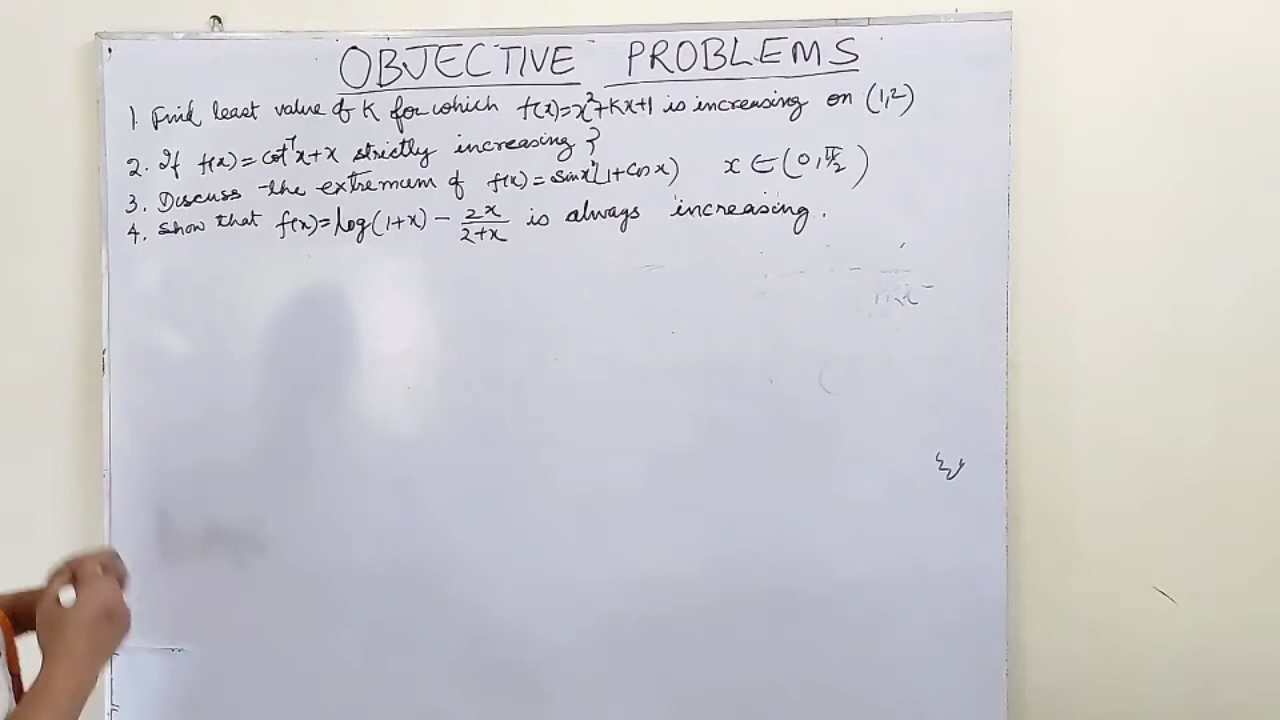 OBJECTIVE PROBLEMS
1. Find least value of K for which f(x)=x²+Kx+1 is increasing on (1,2)
2. If f(x)=cot⁻¹x+x strictly increasing?
3. Discuss the extremum of f(x)=sinx(1+cosx) x∈(0,π/2)
4. Show that f(x)=log(1+x) - 2x/2+x is always increasing.